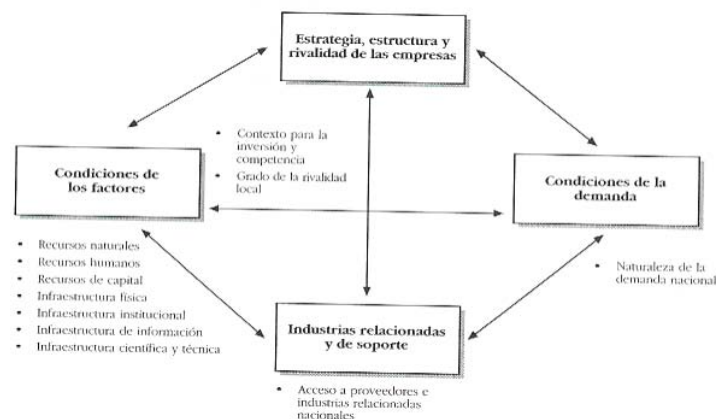 Estrategia, estructura y
rivalidad de las empresas
• Contexto para la
inversión y
competencia
• Grado de la rivalidad
local
Condiciones de
los factores
Condiciones de la
demanda
• Recursos naturales
• Recursos humanos
• Recursos de capital
• Infraestructura física
• Infraestructura institucional
• Infraestructura de información
• Infraestructura científica y técnica
• Naturaleza de la
demanda nacional
Industrias relacionadas
y de soporte
• Acceso a proveedores e
industrias relacionadas
nacionales